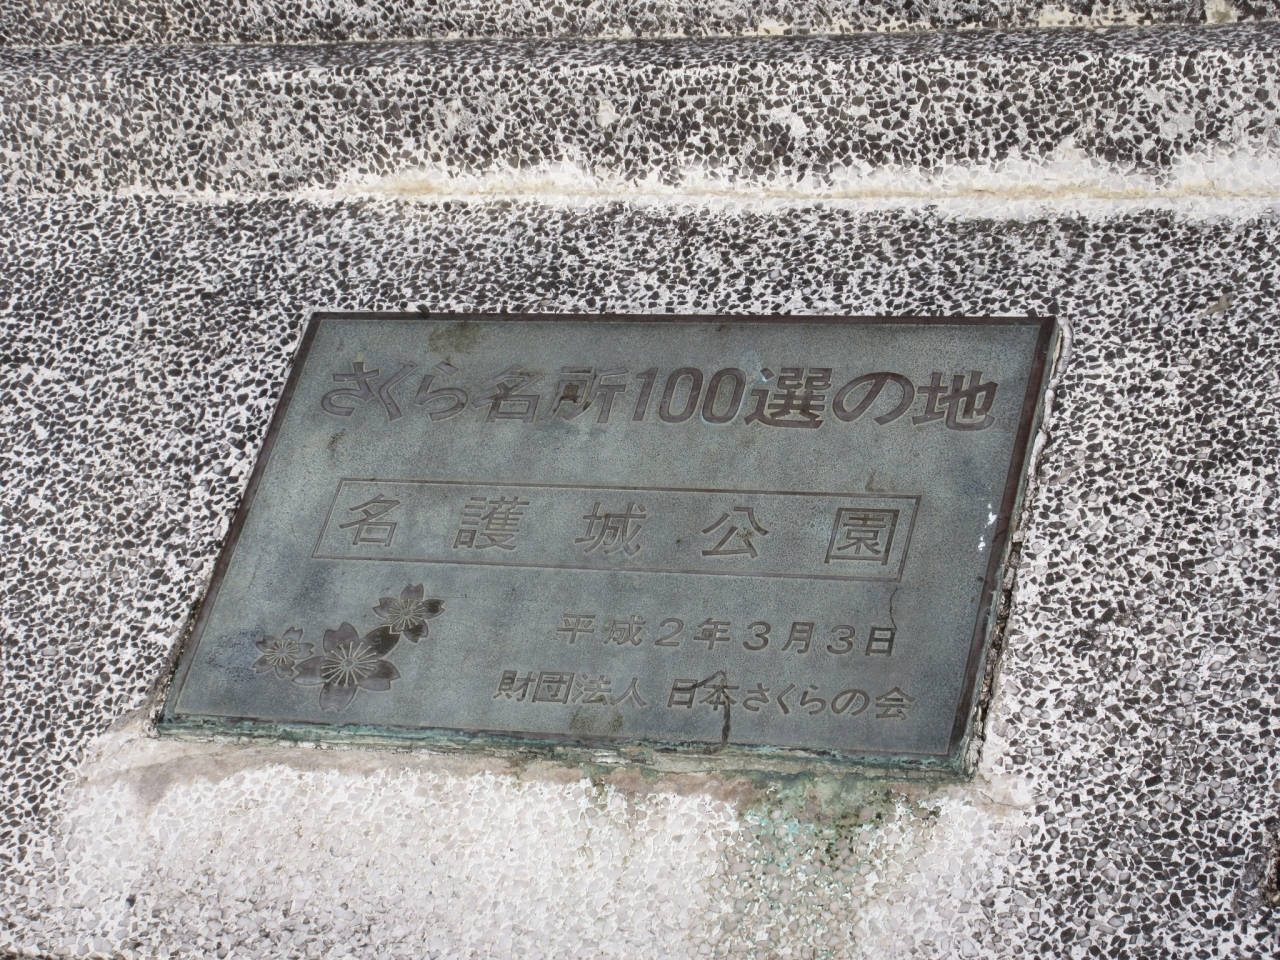 さくら名所100選の地
名護城公園
平成2年3月3日
財団法人 日本さくらの会